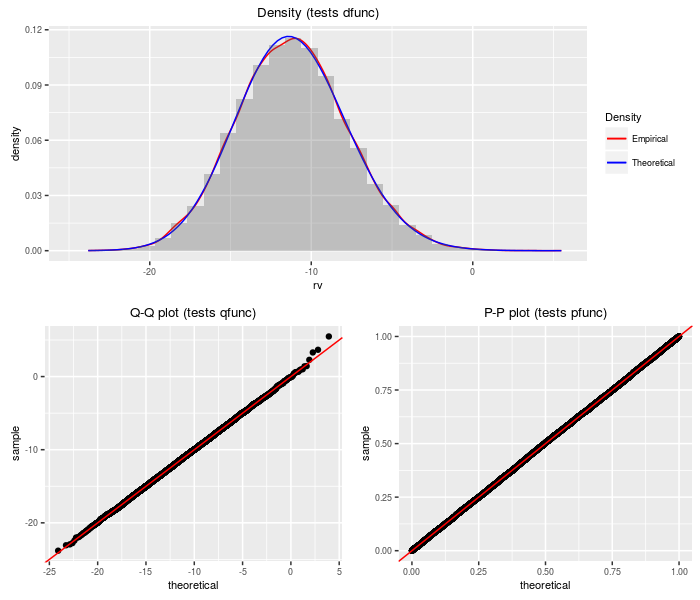 Density (tests dfunc)
0.12
0.09
0.06
0.03
0.00
density
-20
-10
0
rv
Density
Empirical
Theoretical
Q-Q plot (tests qfunc)
0
-10
-20
sample
-25
-20
-15
-10
-5
0
5
theoretical
P-P plot (tests pfunc)
1.00
0.75
0.50
0.25
0.00
sample
0.00
0.25
0.50
0.75
1.00
theoretical